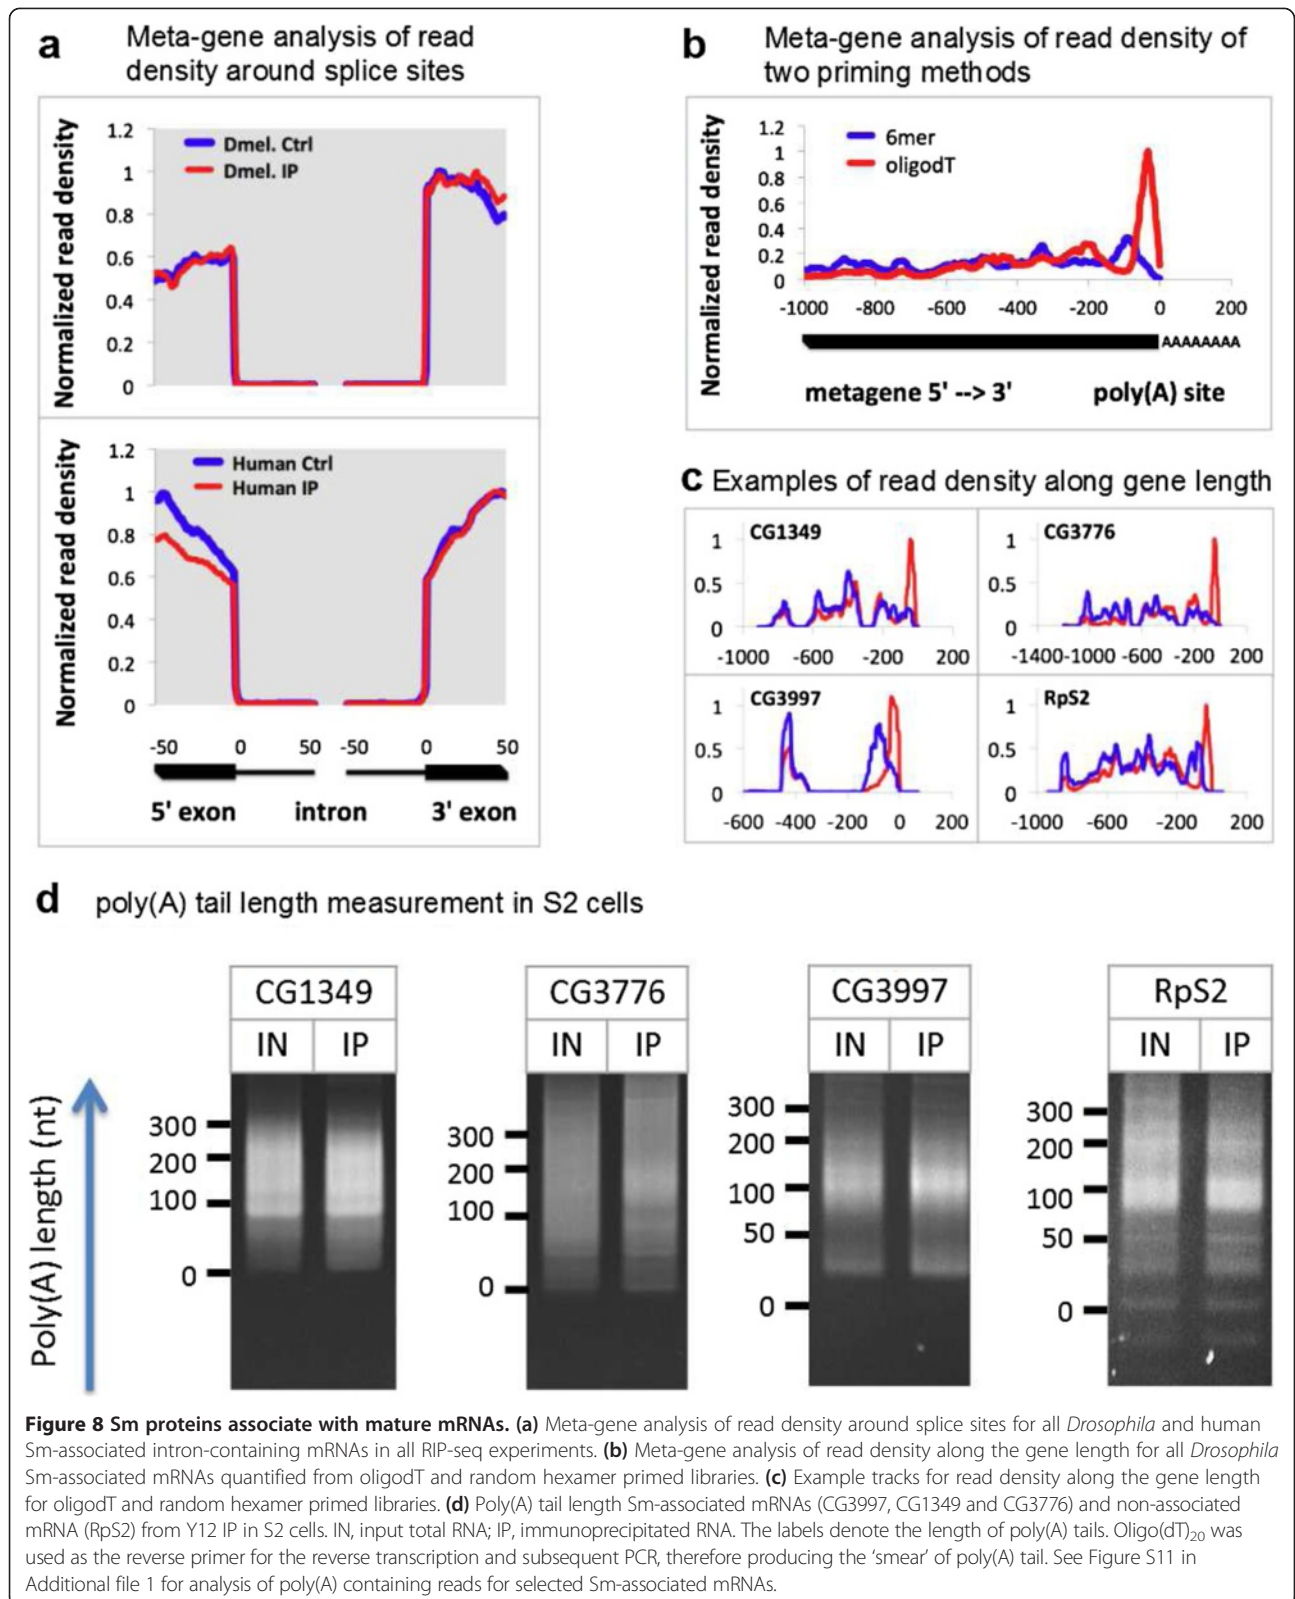 a
Meta-gene analysis of read
density around splice sites
Normalized read density
1.2
1
0.8
0.6
0.4
0.2
0
Dmel. Ctrl
Dmel. IP
Normalized read density
1.2
1
0.8
0.6
0.4
0.2
0
Human Ctrl
Human IP
-50 0 50 -50 0 50
5' exon intron 3' exon
b
Meta-gene analysis of read density of
two priming methods
Normalized read density
1.2
1
0.8
0.6
0.4
0.2
0
6mer
oligodT
-1000 -800 -600 -400 -200 0 200
AAAAAAAA
metagene 5' --> 3' poly(A) site
c Examples of read density along gene length
CG1349
1
0.5
0
-1000 -600 -200 200
CG3776
1
0.5
0
-1400-1000 -600 -200 200
CG3997
1
0.5
0
-600 -400 -200 0 200
RpS2
1
0.5
0
-1000 -600 -200 200
d poly(A) tail length measurement in S2 cells
Poly(A) length (nt)
CG1349
IN IP
300
200
100
0
CG3776
IN IP
300
200
100
0
CG3997
IN IP
300
200
100
50
0
RpS2
IN IP
300
200
100
50
0
Figure 8 Sm proteins associate with mature mRNAs. (a) Meta-gene analysis of read density around splice sites for all Drosophila and human
Sm-associated intron-containing mRNAs in all RIP-seq experiments. (b) Meta-gene analysis of read density along the gene length for all Drosophila
Sm-associated mRNAs quantified from oligodT and random hexamer primed libraries. (c) Example tracks for read density along the gene length
for oligodT and random hexamer primed libraries. (d) Poly(A) tail length Sm-associated mRNAs (CG3997, CG1349 and CG3776) and non-associated
mRNA (RpS2) from Y12 IP in S2 cells. IN, input total RNA; IP, immunoprecipitated RNA. The labels denote the length of poly(A) tails. Oligo(dT)20 was
used as the reverse primer for the reverse transcription and subsequent PCR, therefore producing the ‘smear’ of poly(A) tail. See Figure S11 in
Additional file 1 for analysis of poly(A) containing reads for selected Sm-associated mRNAs.